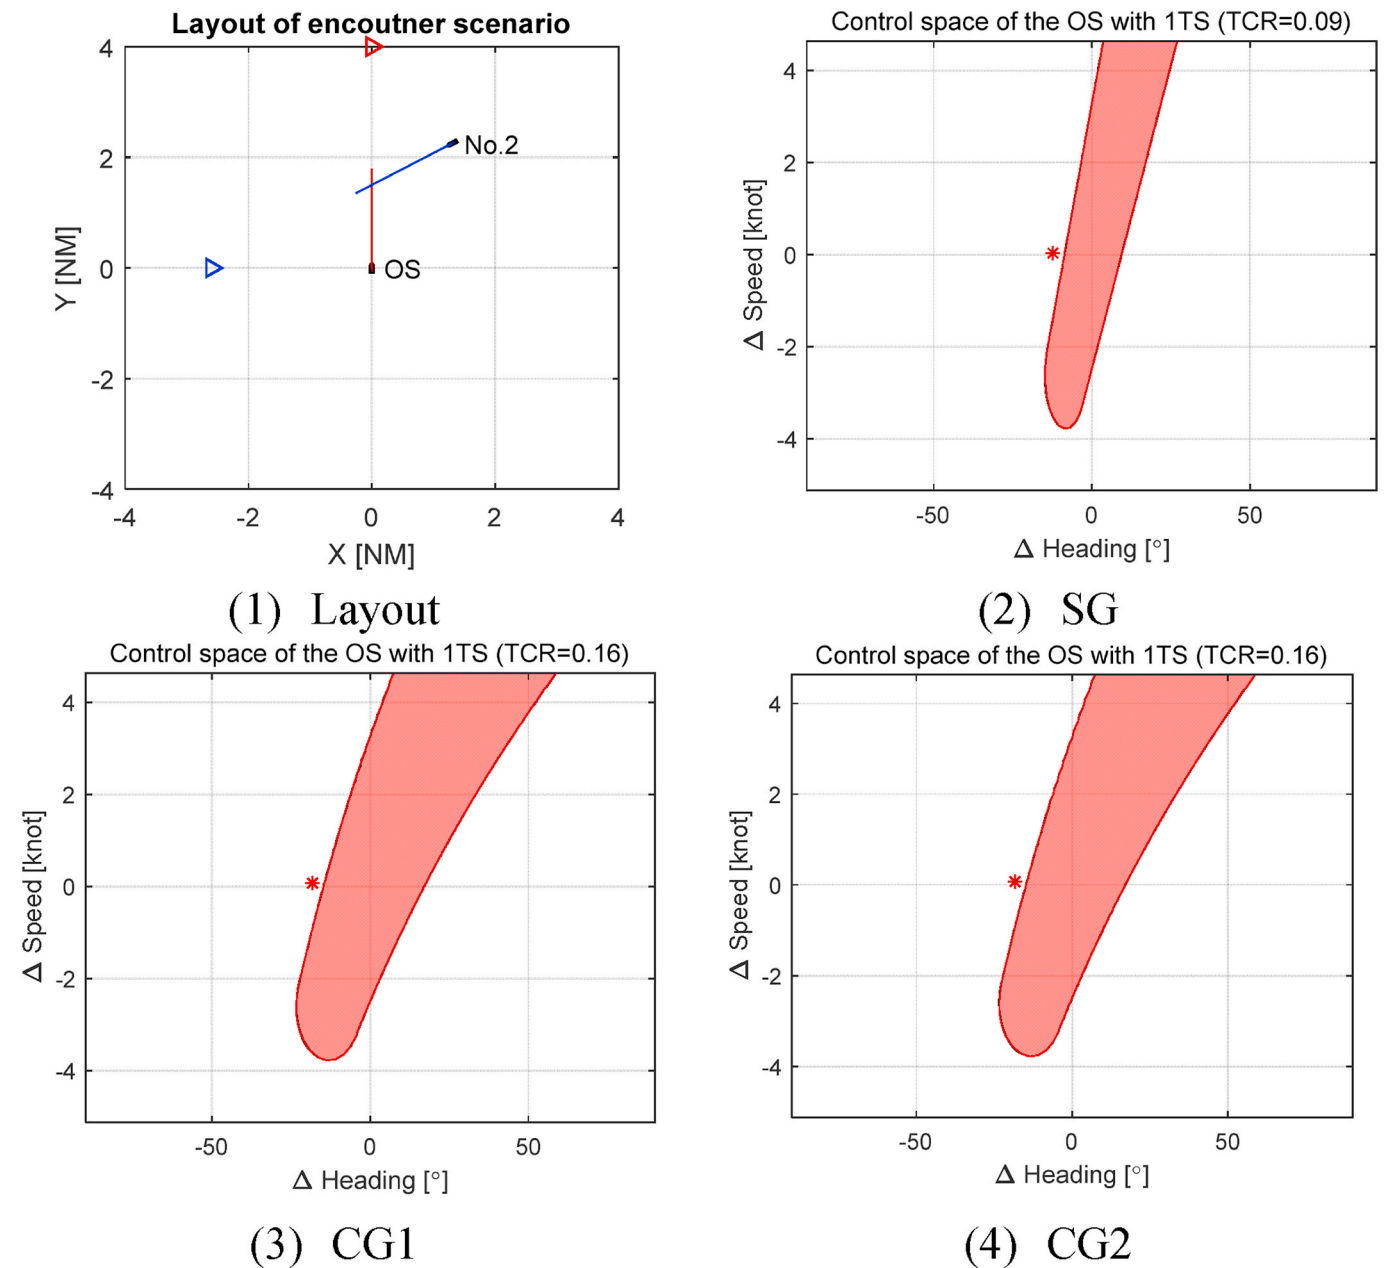 Layout of encoutner scenario
4
2
0
-2
-4
-4
-2
0
2
4
X [NM]
Y [NM]
No.2
OS
(1) Layout
Control space of the OS with 1TS (TCR=0.09)
4
2
0
-2
-4
-50
0
50
Δ Speed [knot]
Δ Heading [°]
(2) SG
Control space of the OS with 1TS (TCR=0.16)
4
2
0
-2
-4
-50
0
50
Δ Speed [knot]
Δ Heading [°]
(3) CG1
Control space of the OS with 1TS (TCR=0.16)
4
2
0
-2
-4
-50
0
50
Δ Speed [knot]
Δ Heading [°]
(4) CG2